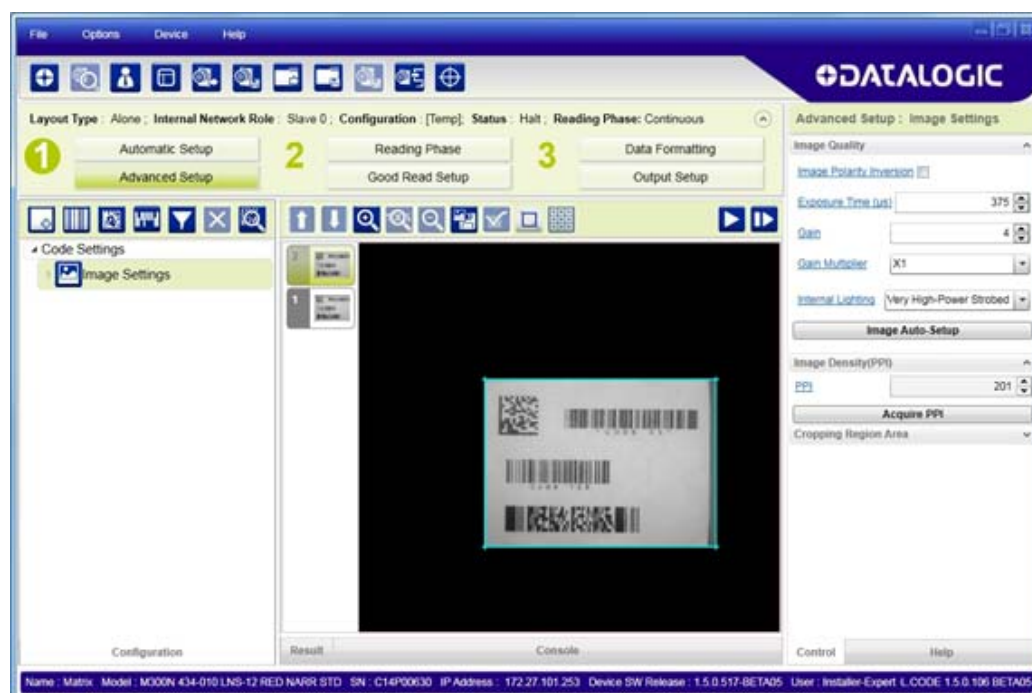 File Options Device Help
DATALOGIC
Layout Type : Alone ; Internal Network Role : Slave 0 ; Configuration : [Temp]; Status : Halt ; Reading Phase: Continuous
1
Automatic Setup
Advanced Setup
2
Reading Phase
Good Read Setup
3
Data Formatting
Output Setup
Code Settings
Image Settings
Configuration
2
1
Result
Console
Advanced Setup : Image Settings
Image Quality
Image Polarity Inversion
Exposure Time (us) 375
Gain 4
Gain Multiplier X1
Internal Lighting Very High-Power Strobed
Image Auto-Setup
Image Density(PPI)
PPI 201
Acquire PPI
Cropping Region Area
Control Help
Name : Matrix Model : M300N 434-010 LNS-12 RED NARR STD SN : C14P00630 IP Address : 172.27.101.253 Device SW Release : 1.5.0.517-BETA05 User : Installer-Expert L.CODE 1.5.0.106 BETA05